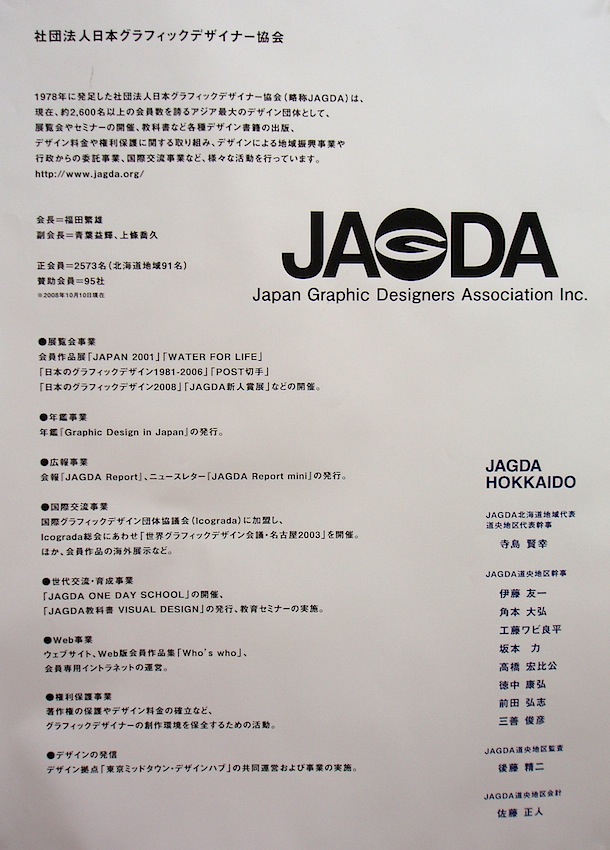 社団法人日本グラフィックデザイナー協会
1978年に発足した社団法人日本グラフィックデザイナー協会(略称JAGDA)は、
現在、約2,600名以上の会員数を誇るアジア最大のデザイン団体として、
展覧会やセミナーの開催、教科書など各種デザイン書籍の出版、
デザイン料金や権利保護に関する取り組み、デザインによる地域振興事業や
行政からの委託事業、国際交流事業など、様々な活動を行っています。
http://www.jagda.org/
会長=福田繁雄
副会長=青葉益輝、上條喬久
正会員=2573名(北海道地域91名)
賛助会員=95社
※2008年10月10日現在
JAGDA
Japan Graphic Designers Association Inc.
●展覧会事業
会員作品展「JAPAN 2001」「WATER FOR LIFE」
「日本のグラフィックデザイン1981-2006」「POST切手」
「日本のグラフィックデザイン2008」「JAGDA新人賞展」などの開催。
●年鑑事業
年鑑『Graphic Design in Japan』の発行。
●広報事業
会報『JAGDA Report』、ニュースレター『JAGDA Report mini』の発行。
●国際交流事業
国際グラフィックデザイン団体協議会(Icograda)に加盟し、
Icograda総会にあわせ「世界グラフィックデザイン会議・名古屋2003」を開催。
ほか、会員作品の海外展示など。
●世代交流・育成事業
「JAGDA ONE DAY SCHOOL」の開催、
「JAGDA教科書 VISUAL DESIGN」の発行、教育セミナーの実施。
●Web事業
ウェブサイト、Web版会員作品集「Who's who」、
会員専用イントラネットの運営。
●権利保護事業
著作権の保護やデザイン料金の確立など、
グラフィックデザイナーの創作環境を保全するための活動。
●デザインの発信
デザイン拠点「東京ミッドタウン・デザインハブ」の共同運営および事業の実施。
JAGDA
HOKKAIDO
JAGDA北海道地域代表
道央地区代表幹事
寺島 賢幸
JAGDA道央地区幹事
伊藤 友一
角本 大弘
工藤ワビ良平
坂本 力
高橋 宏比公
徳中 康弘
前田 弘志
三善 俊彦
JAGDA道央地区監査
後藤 精二
JAGDA道央地区会計
佐藤 正人